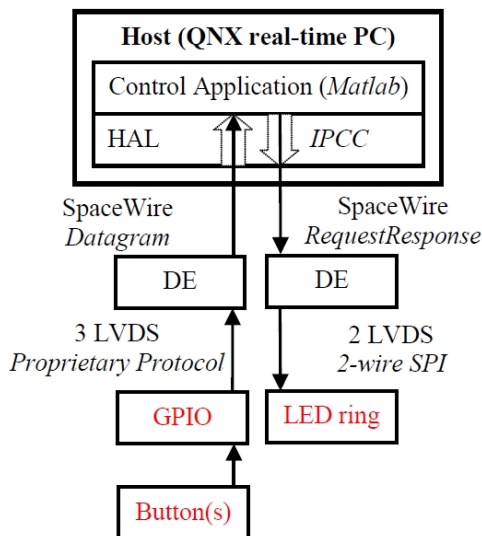 Host (QNX real-time PC)
Control Application (Matlab)
HAL
IPCC
SpaceWire
Datagram
SpaceWire
RequestResponse
DE
DE
3 LVDS
Proprietary Protocol
2 LVDS
2-wire SPI
GPIO
LED ring
Button(s)